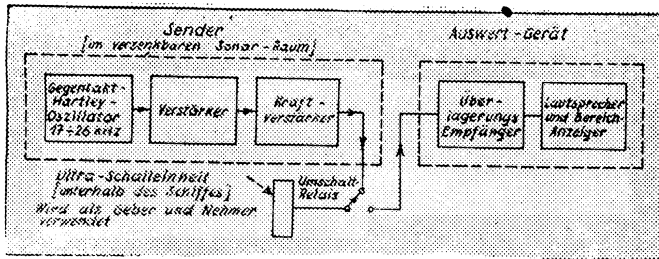 Sender
[im versenkbaren Sonar-Raum]
Auswert-Gerät
Gegentakt-
Hartley-
Oszillator
17÷26 kHz
Verstärker
Kraft-
verstärker
Über-
lagerungs
Empfänger
Lautsprecher
und Bereich-
Anzeiger
Ultra-Schalleinheit
[unterhalb des Schiffes]
Wird als Geber und Nehmer
verwendet
Umschalt-
Relais